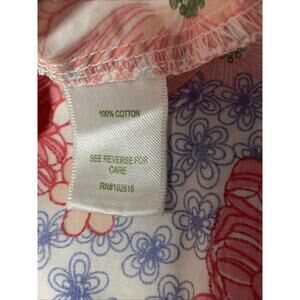 100% COTTON
SEE REVERSE FOR
CARE
RN#102816